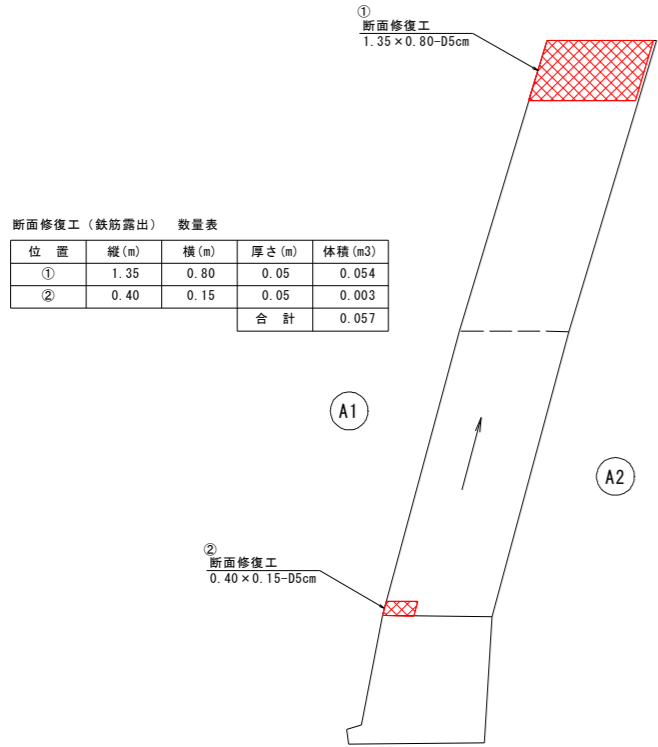 ①
断面修復工
1.35×0.80-D5cm
断面修復工（鉄筋露出）　数量表
位　置　縦(m)　横(m)　厚さ(m)　体積(m3)
①　1.35　0.80　0.05　0.054
②　0.40　0.15　0.05　0.003
合　計　0.057
A1
A2
②
断面修復工
0.40×0.15-D5cm